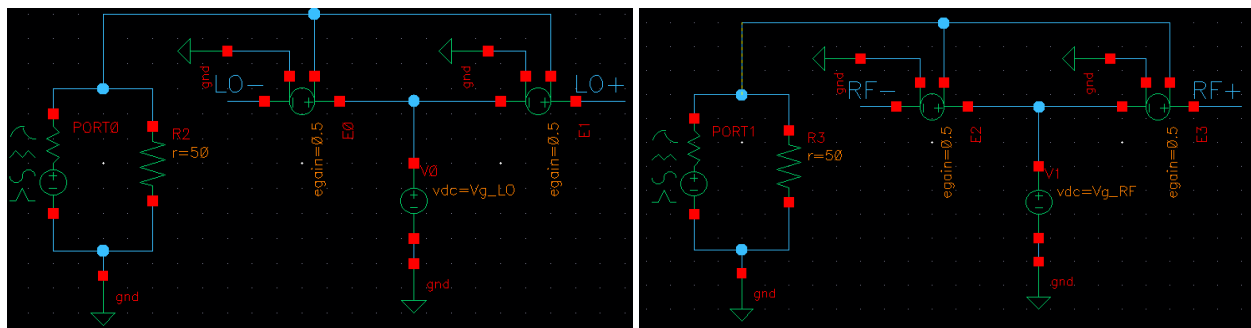 gnd
gnd
LO-
LO+
PORT0
R2
r=50
E0
E1
egain=0.5
egain=0.5
V0
vdc=Vg_LO
gnd
gnd
gnd
gnd
RF-
RF+
PORT1
R3
r=50
E2
E3
egain=0.5
egain=0.5
V1
vdc=Vg_RF
gnd
gnd